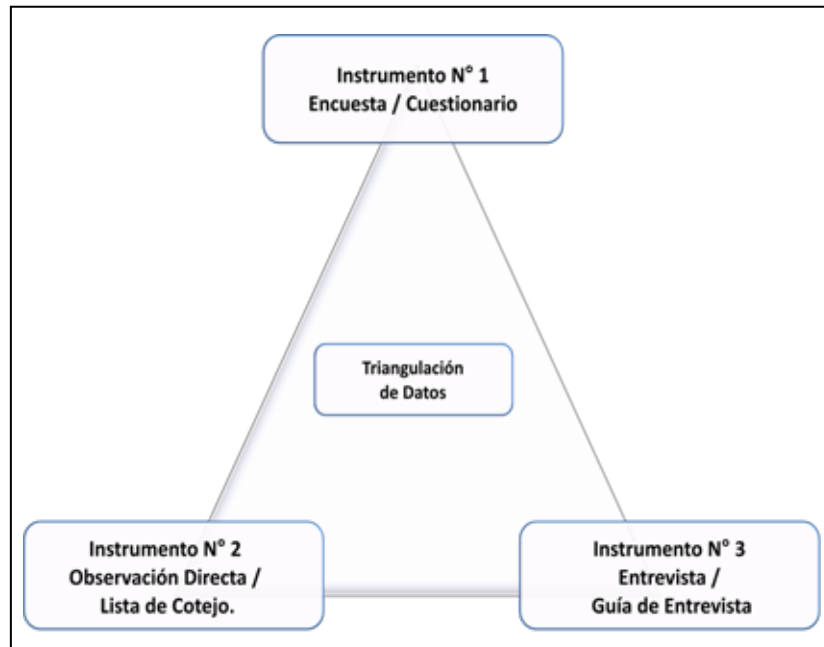 Instrumento N° 1
Encuesta / Cuestionario
Triangulación
de Datos
Instrumento N° 2
Observación Directa /
Lista de Cotejo.
Instrumento N° 3
Entrevista /
Guía de Entrevista